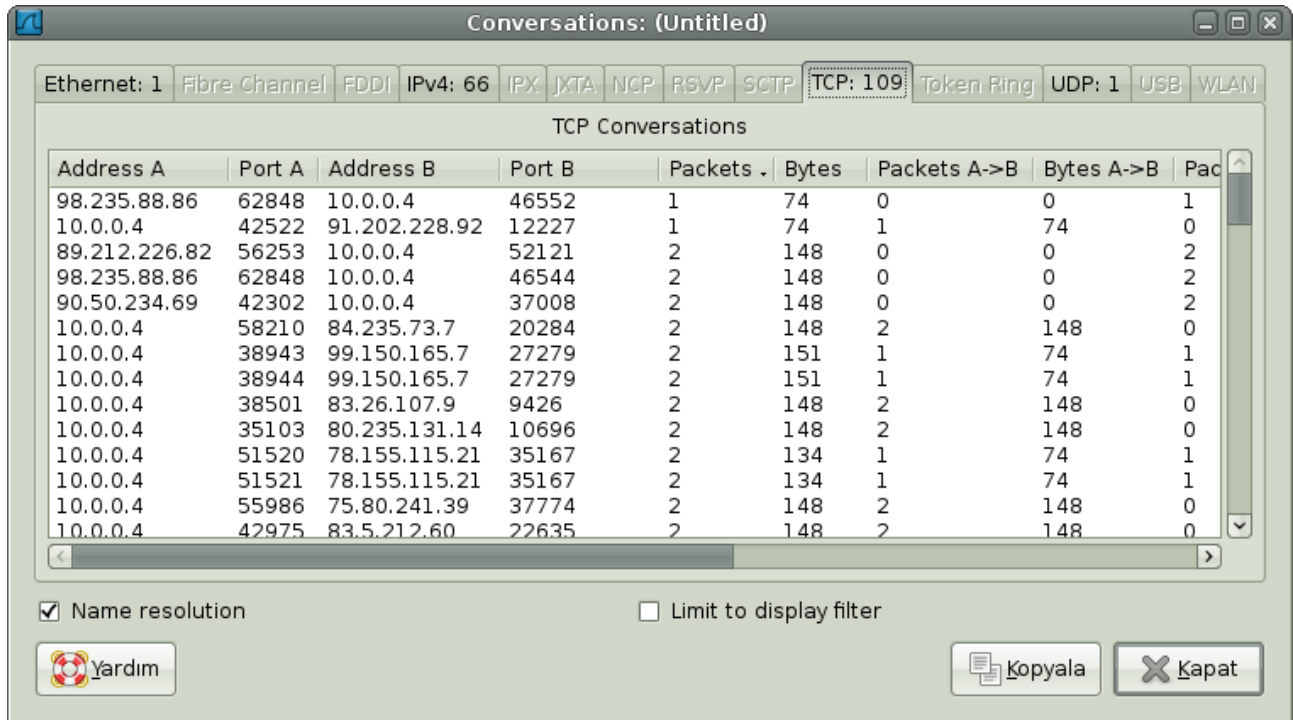 Conversations: (Untitled)
Ethernet: 1 Fibre Channel FDDI IPv4: 66 IPX JXTA NCP RSVP SCTP TCP: 109 Token Ring UDP: 1 USB WLAN
TCP Conversations
Address A Port A Address B Port B Packets Bytes Packets A->B Bytes A->B Pac
98.235.88.86 62848 10.0.0.4 46552 1 74 0 0 1
10.0.0.4 42522 91.202.228.92 12227 1 74 1 74 0
89.212.226.82 56253 10.0.0.4 52121 2 148 0 0 2
98.235.88.86 62848 10.0.0.4 46544 2 148 0 0 2
90.50.234.69 42302 10.0.0.4 37008 2 148 0 0 2
10.0.0.4 58210 84.235.73.7 20284 2 148 2 148 0
10.0.0.4 38943 99.150.165.7 27279 2 151 1 74 1
10.0.0.4 38944 99.150.165.7 27279 2 151 1 74 1
10.0.0.4 38501 83.26.107.9 9426 2 148 2 148 0
10.0.0.4 35103 80.235.131.14 10696 2 148 2 148 0
10.0.0.4 51520 78.155.115.21 35167 2 134 1 74 1
10.0.0.4 51521 78.155.115.21 35167 2 134 1 74 1
10.0.0.4 55986 75.80.241.39 37774 2 148 2 148 0
10.0.0.4 42975 83.5.212.60 22635 2 148 2 148 0
Name resolution Limit to display filter
Yardım Kopyala Kapat